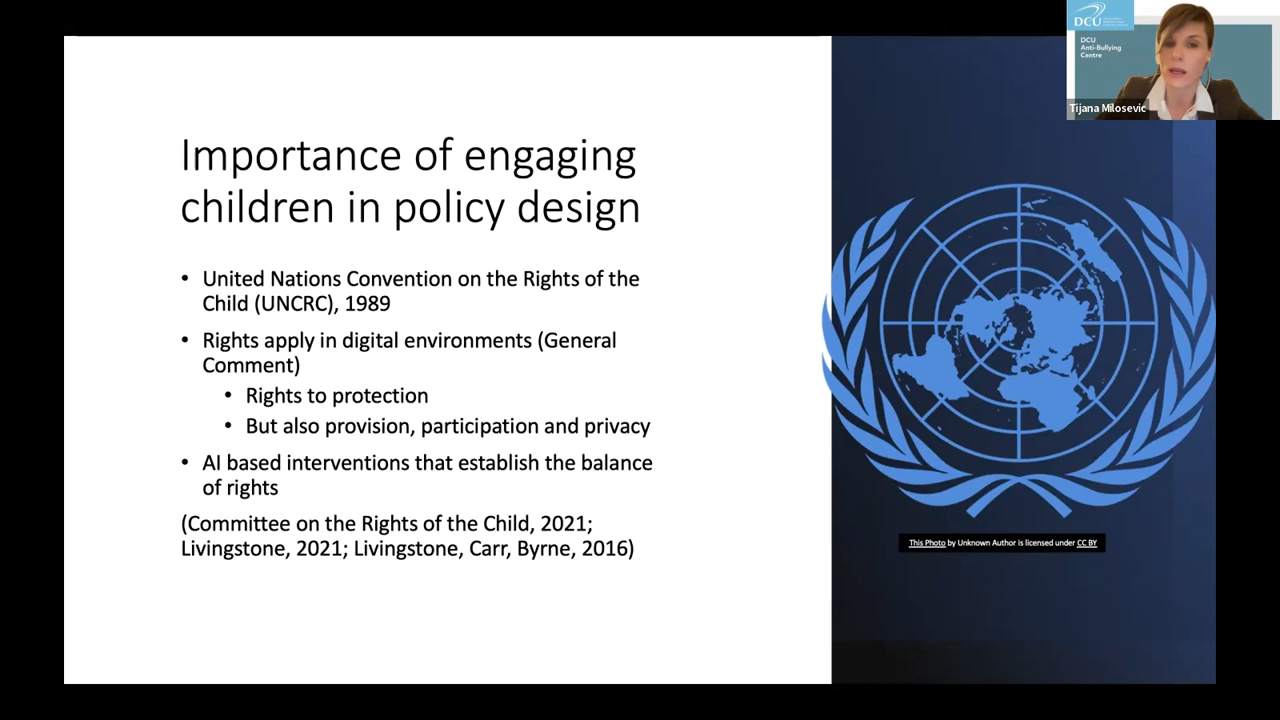 Importance of engaging
children in policy design
• United Nations Convention on the Rights of the
Child (UNCRC), 1989
• Rights apply in digital environments (General
Comment)
• Rights to protection
• But also provision, participation and privacy
• AI based interventions that establish the balance
of rights
(Committee on the Rights of the Child, 2021;
Livingstone, 2021; Livingstone, Carr, Byrne, 2016)
This Photo by Unknown Author is licensed under CC BY
DCU
DCU
Anti-Bullying
Centre
Tijana Milosevic